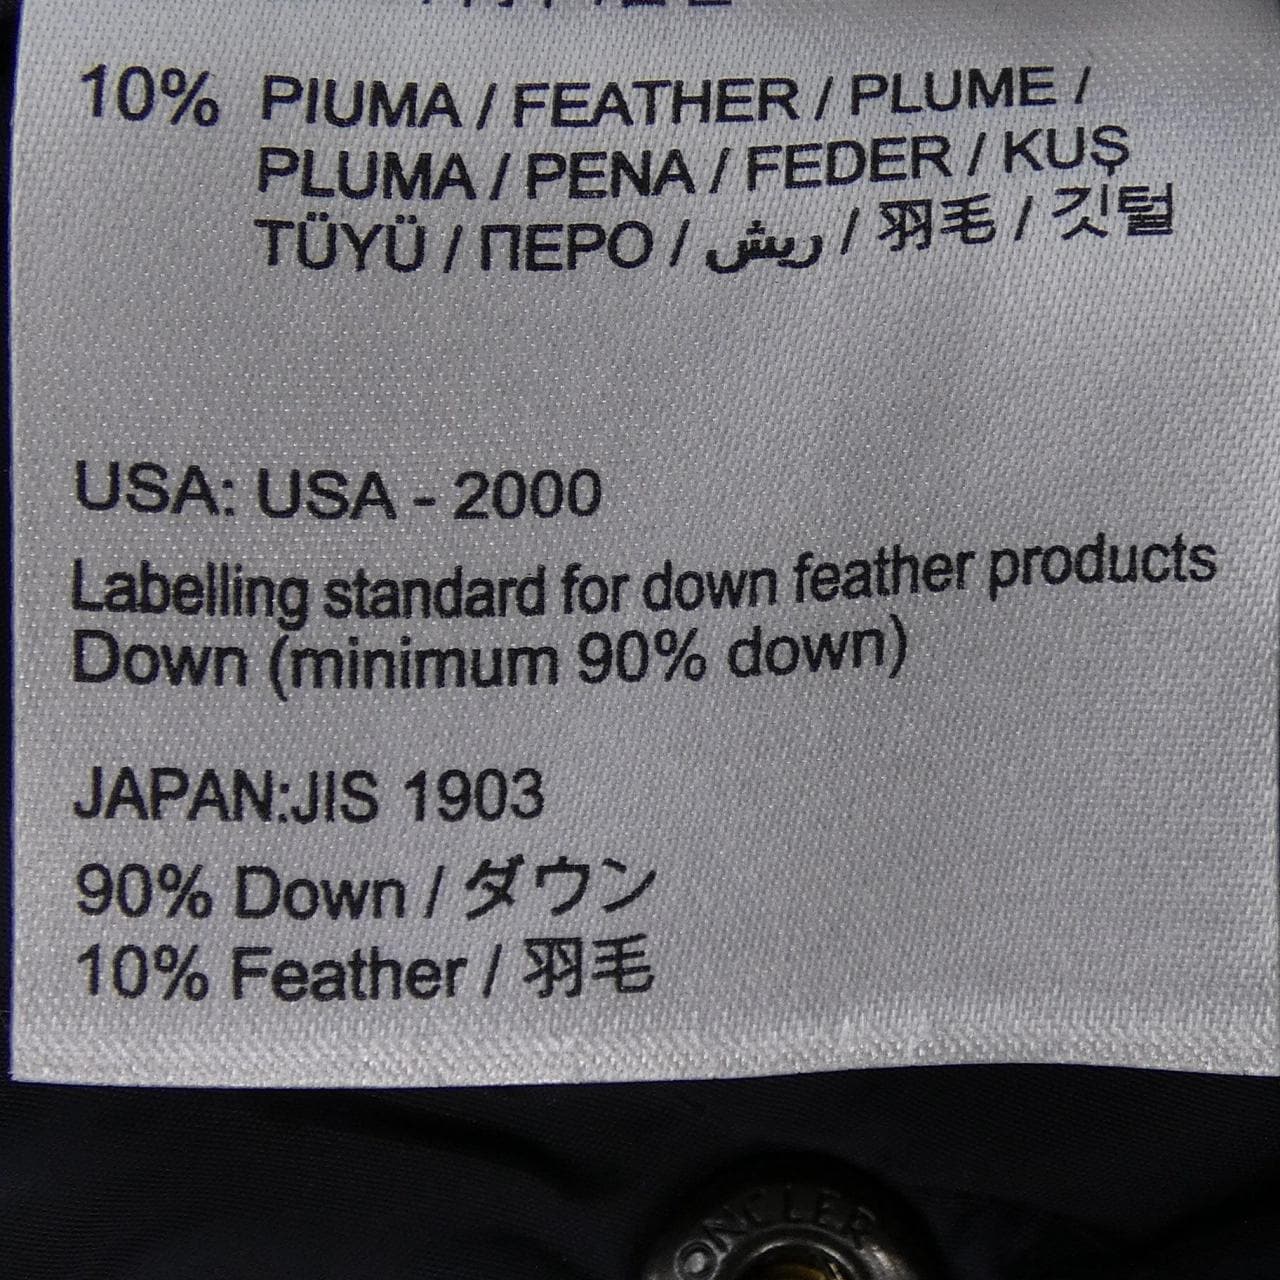 10% PIUMA / FEATHER / PLUME /
PLUMA / PENA / FEDER / KUŞ
TÜYÜ / ПЕРО / ريش / 羽毛 / 깃털
USA: USA - 2000
Labelling standard for down feather products
Down (minimum 90% down)
JAPAN:JIS 1903
90% Down / ダウン
10% Feather / 羽毛
ONCLER